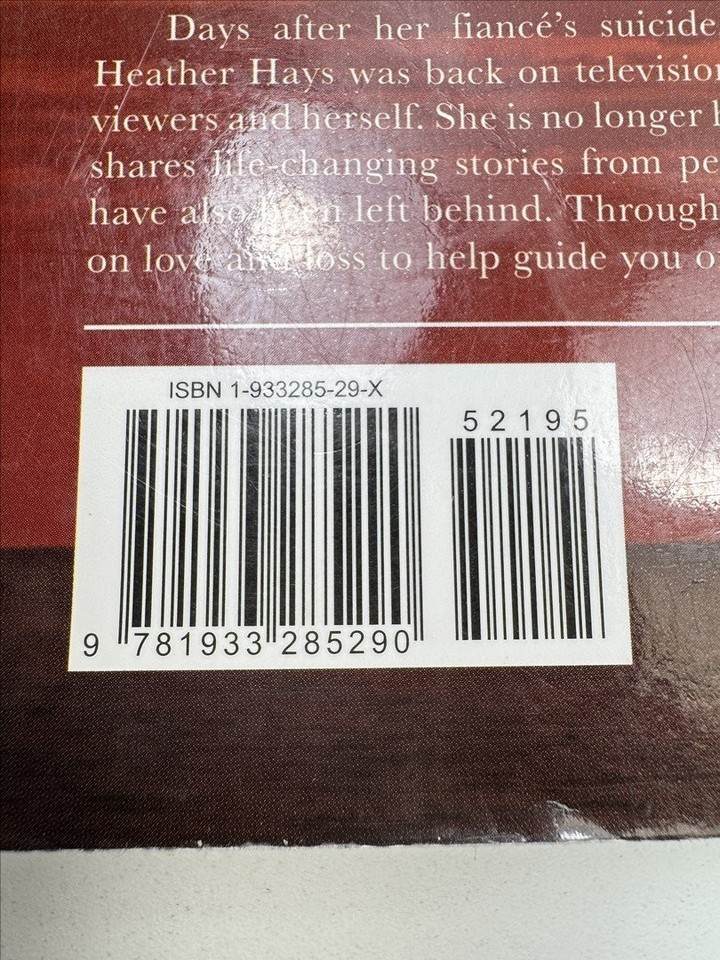 Days after her fiancé's suicide
Heather Hays was back on television
viewers and herself. She is no longer
shares life-changing stories from
have also been left behind. Through
on love and loss to help guide you
ISBN 1-933285-29-X
52195
9 781933 285290